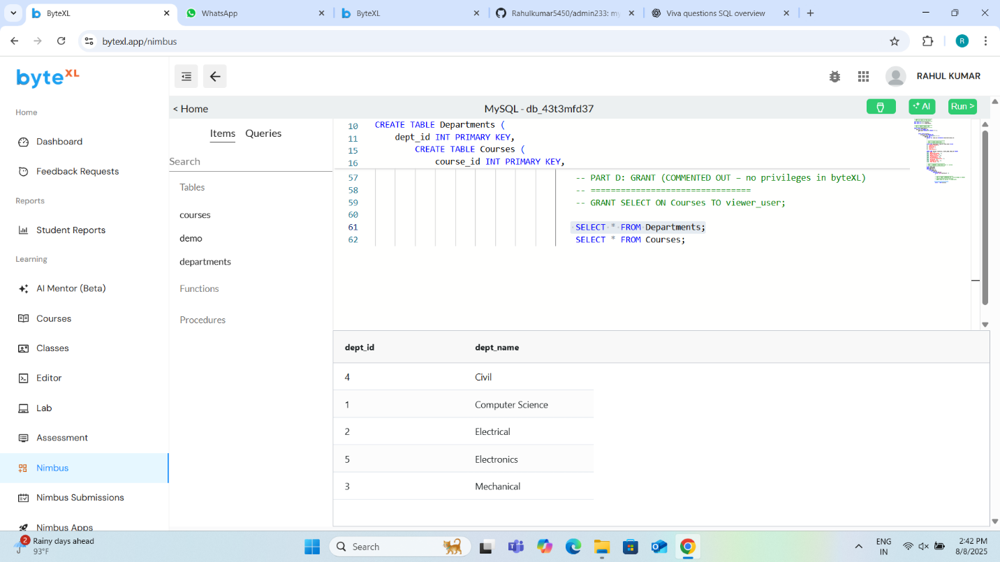 ByteXL
WhatsApp
ByteXL
Rahulkumar5450/admin233: my
Viva questions SQL overview
bytexl.app/nimbus
R
byteXL
RAHUL KUMAR
< Home
MySQL - db_43t3mfd37
AI
Run >
Home
Dashboard
Feedback Requests
Reports
Student Reports
Learning
AI Mentor (Beta)
Courses
Classes
Editor
Lab
Assessment
Nimbus
Nimbus Submissions
Nimbus Apps
Items
Queries
Search
Tables
courses
demo
departments
Functions
Procedures
10 CREATE TABLE Departments (
11 dept_id INT PRIMARY KEY,
15 CREATE TABLE Courses (
16 course_id INT PRIMARY KEY,
57 -- PART D: GRANT (COMMENTED OUT – no privileges in byteXL)
58 -- ================================
59 -- GRANT SELECT ON Courses TO viewer_user;
60
61 SELECT * FROM Departments;
62 SELECT * FROM Courses;
dept_id dept_name
4 Civil
1 Computer Science
2 Electrical
5 Electronics
3 Mechanical
2
Rainy days ahead
93°F
Search
ENG
IN
2:42 PM
8/8/2025